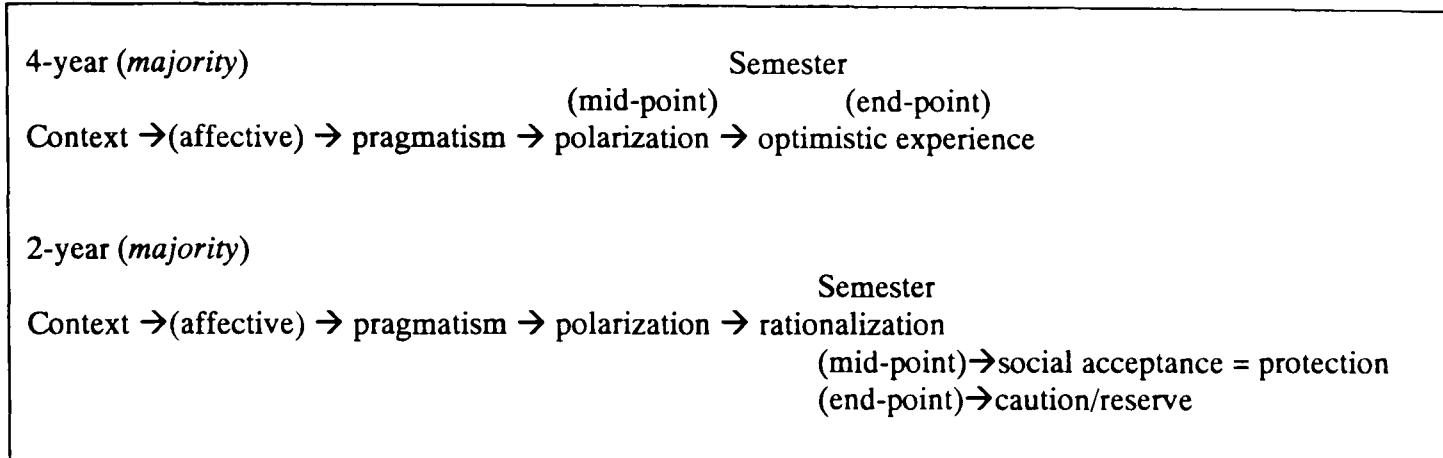 4-year (majority) Semester
(mid-point) (end-point)
Context →(affective) → pragmatism → polarization → optimistic experience
2-year (majority)
Semester
Context →(affective) → pragmatism → polarization → rationalization
(mid-point)→social acceptance = protection
(end-point)→caution/reserve